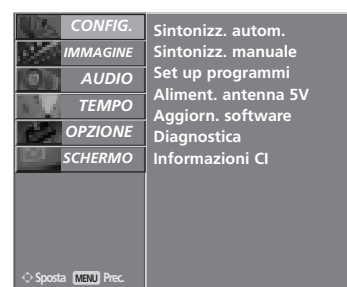 CONFIG.
IMMAGINE
AUDIO
TEMPO
OPZIONE
SCHERMO
Sintonizz. autom.
Sintonizz. manuale
Set up programmi
Aliment. antenna 5V
Aggiorn. software
Diagnostica
Informazioni CI
Sposta MENU Prec.